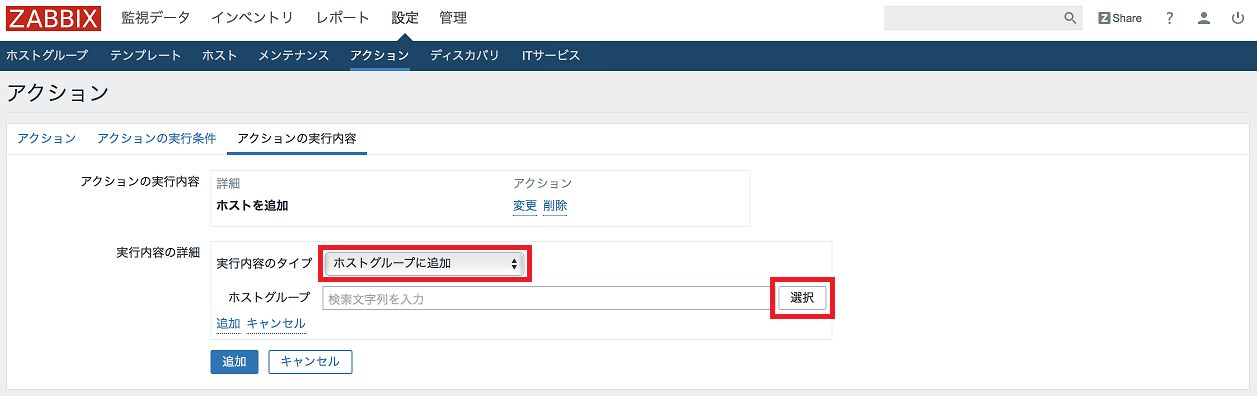 ZABBIX 監視データ インベントリ レポート 設定 管理 Z Share ?
ホストグループ テンプレート ホスト メンテナンス アクション ディスカバリ ITサービス
アクション
アクション アクションの実行条件 アクションの実行内容
アクションの実行内容 詳細 アクション
ホストを追加 変更 削除
実行内容の詳細
実行内容のタイプ ホストグループに追加
ホストグループ 検索文字列を入力 選択
追加 キャンセル
追加 キャンセル